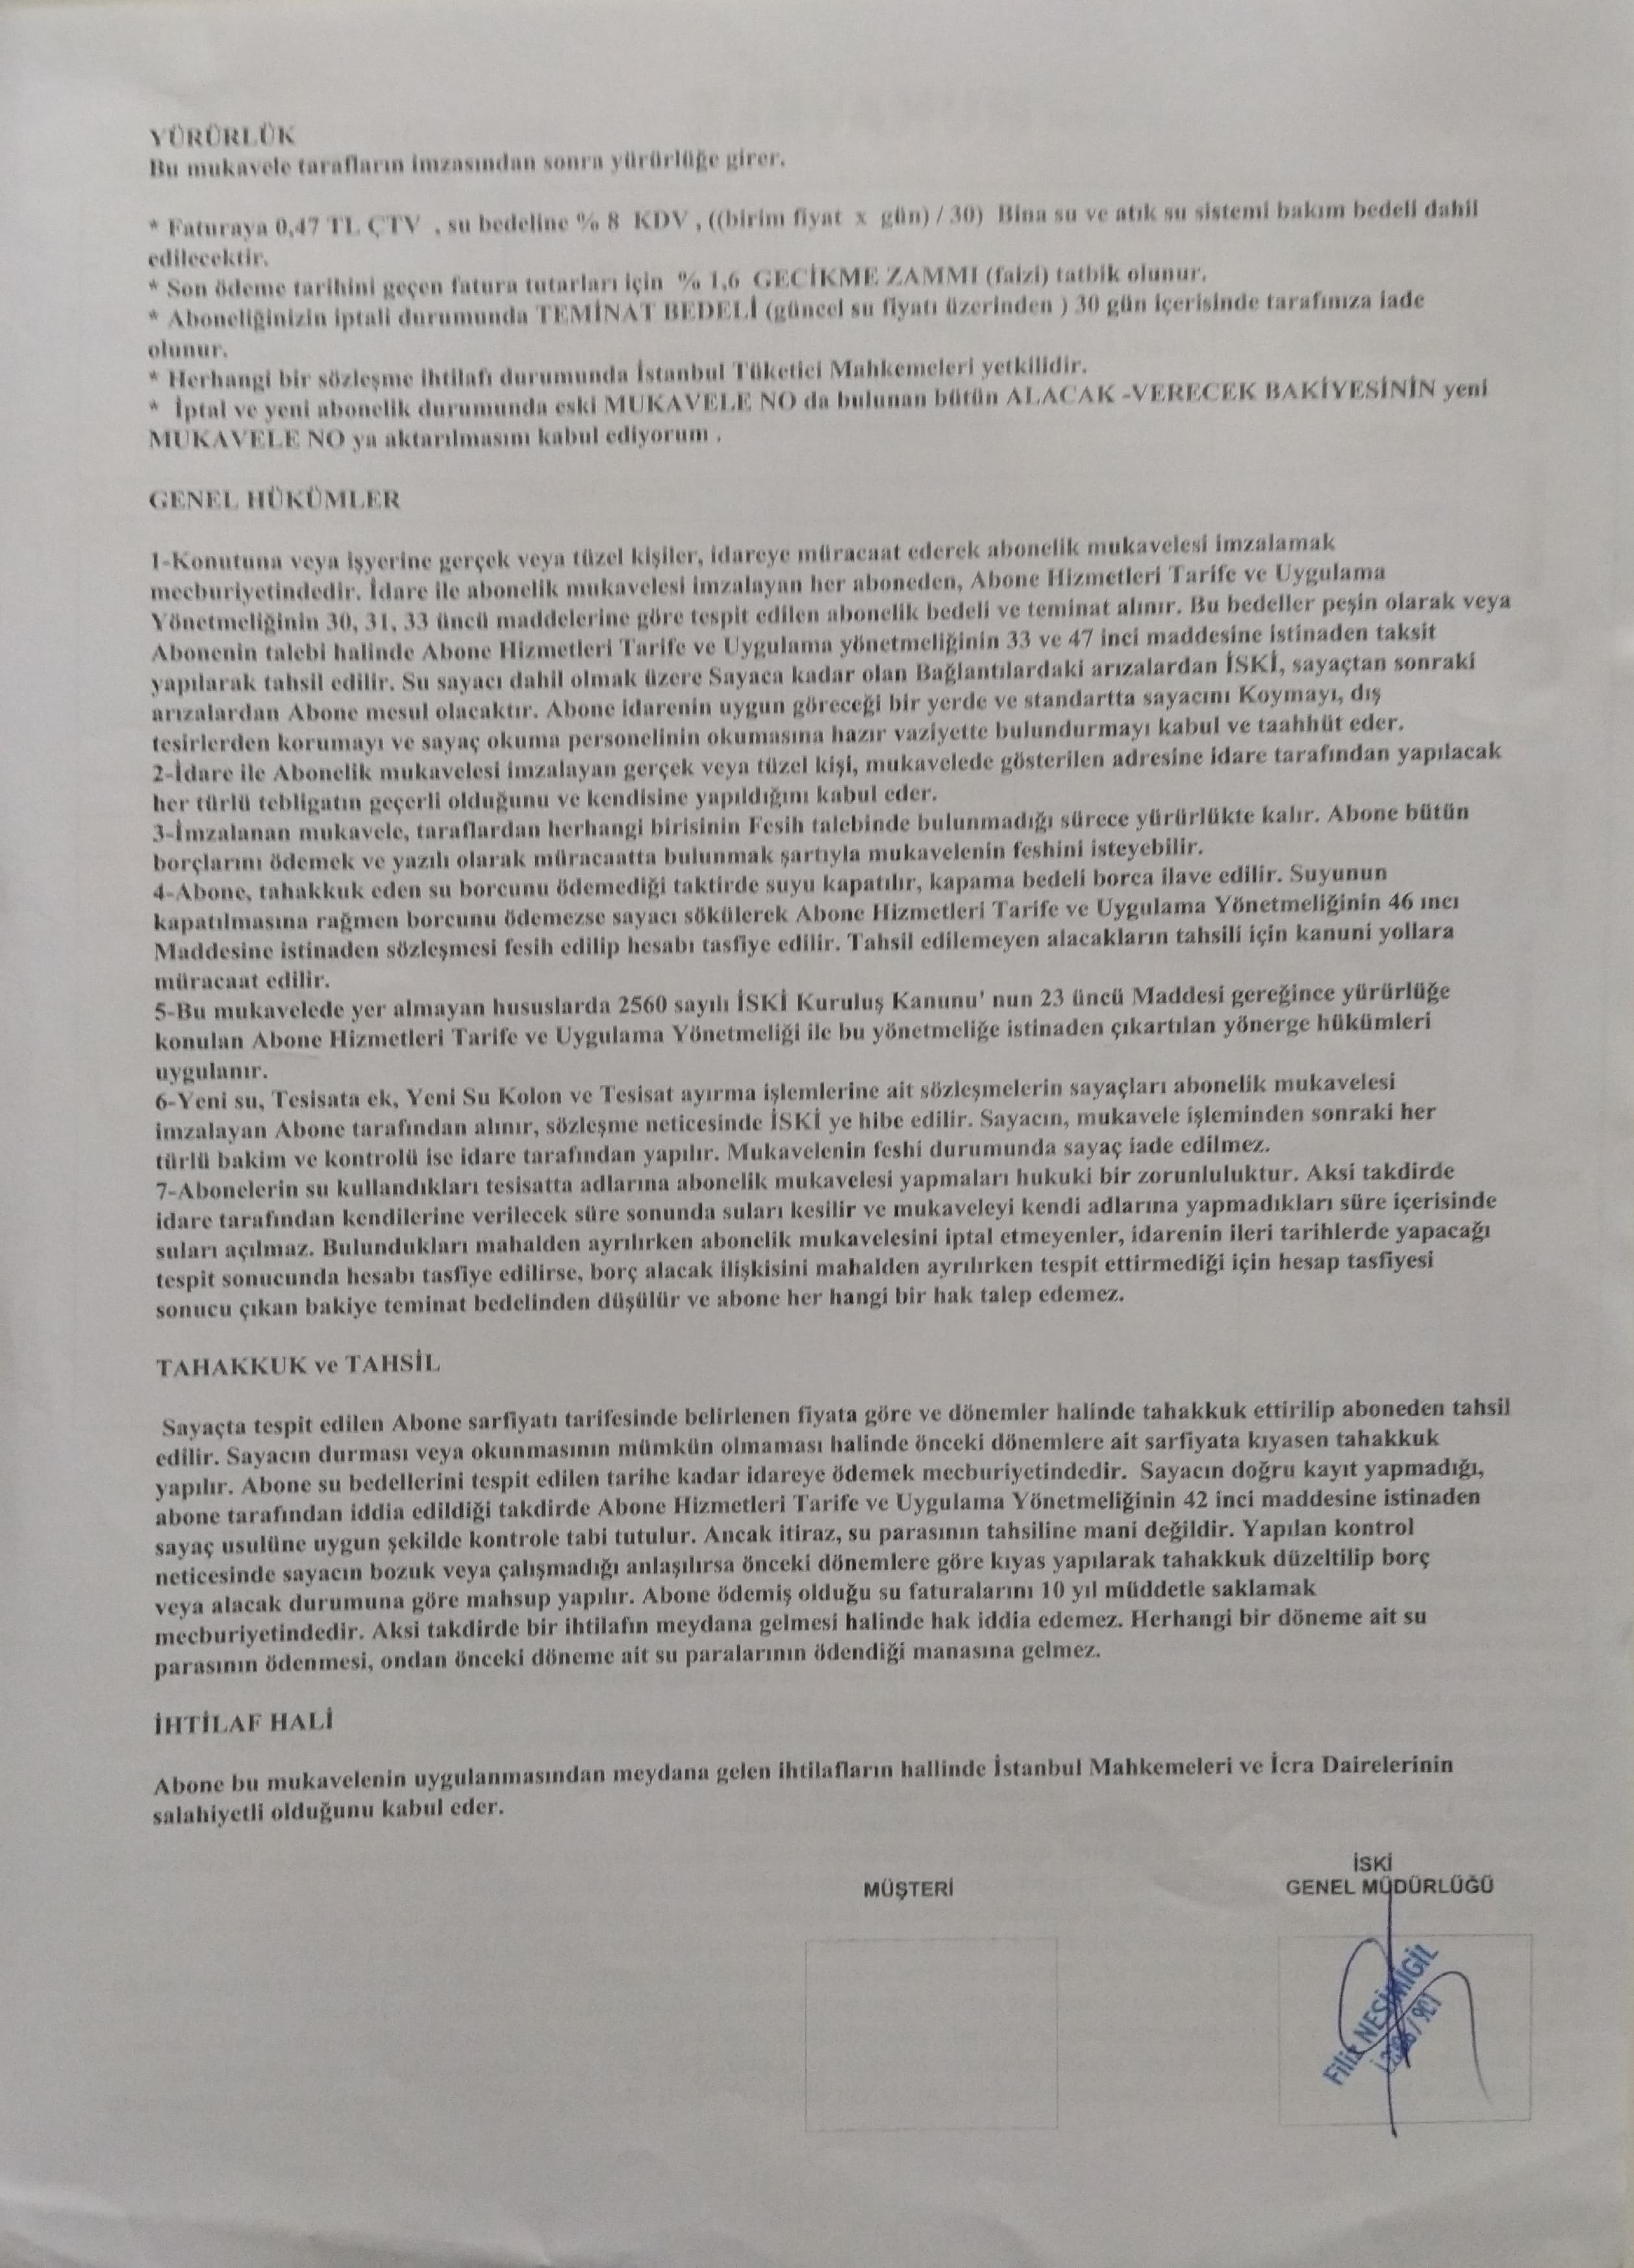 YÜRÜRLÜK
Bu mukavele tarafların imzasından sonra yürürlüğe girer.
* Faturaya 0,47 TL ÇTV , su bedeline % 8 KDV , ((birim fiyat x gün) / 30) Bina su ve atık su sistemi bakım bedeli dahil
edilecektir.
* Son ödeme tarihini geçen fatura tutarları için % 1,6 GECİKME ZAMMI (faizi) tatbik olunur.
* Aboneliğinizin iptali durumunda TEMİNAT BEDELİ (güncel su fiyatı üzerinden ) 30 gün içerisinde tarafınıza iade
olunur.
* Herhangi bir sözleşme ihtilafı durumunda İstanbul Tüketici Mahkemeleri yetkilidir.
* İptal ve yeni abonelik durumunda eski MUKAVELE NO da bulunan bütün ALACAK -VERECEK BAKİYESİNİN yeni
MUKAVELE NO ya aktarılmasını kabul ediyorum .
GENEL HÜKÜMLER
1-Konutuna veya işyerine gerçek veya tüzel kişiler, idareye müracaat ederek abonelik mukavelesi imzalamak
mecburiyetindedir. İdare ile abonelik mukavelesi imzalayan her aboneden, Abone Hizmetleri Tarife ve Uygulama
Yönetmeliğinin 30, 31, 33 üncü maddelerine göre tespit edilen abonelik bedeli ve teminat alınır. Bu bedeller peşin olarak veya
Abonenin talebi halinde Abone Hizmetleri Tarife ve Uygulama yönetmeliğinin 33 ve 47 inci maddesine istinaden taksit
yapılarak tahsil edilir. Su sayacı dahil olmak üzere Sayaca kadar olan Bağlantılardaki arızalardan İSKİ, sayaçtan sonraki
arızalardan Abone mesul olacaktır. Abone idarenin uygun göreceği bir yerde ve standartta sayacını Koymayı, dış
tesirlerden korumayı ve sayaç okuma personelinin okumasına hazır vaziyette bulundurmayı kabul ve taahhüt eder.
2-İdare ile Abonelik mukavelesi imzalayan gerçek veya tüzel kişi, mukavelede gösterilen adresine idare tarafından yapılacak
her türlü tebligatın geçerli olduğunu ve kendisine yapıldığını kabul eder.
3-İmzalanan mukavele, taraflardan herhangi birisinin Fesih talebinde bulunmadığı sürece yürürlükte kalır. Abone bütün
borçlarını ödemek ve yazılı olarak müracaatta bulunmak şartıyla mukavelenin feshini isteyebilir.
4-Abone, tahakkuk eden su borcunu ödemediği taktirde suyu kapatılır, kapama bedeli borca ilave edilir. Suyunun
kapatılmasına rağmen borcunu ödemezse sayacı sökülerek Abone Hizmetleri Tarife ve Uygulama Yönetmeliğinin 46 ıncı
Maddesine istinaden sözleşmesi fesih edilip hesabı tasfiye edilir. Tahsil edilemeyen alacakların tahsili için kanuni yollara
müracaat edilir.
5-Bu mukavelede yer almayan hususlarda 2560 sayılı İSKİ Kuruluş Kanunu' nun 23 üncü Maddesi gereğince yürürlüğe
konulan Abone Hizmetleri Tarife ve Uygulama Yönetmeliği ile bu yönetmeliğe istinaden çıkartılan yönerge hükümleri
uygulanır.
6-Yeni su, Tesisata ek, Yeni Su Kolon ve Tesisat ayırma işlemlerine ait sözleşmelerin sayaçları abonelik mukavelesi
imzalayan Abone tarafından alınır, sözleşme neticesinde İSKİ ye hibe edilir. Sayacın, mukavele işleminden sonraki her
türlü bakim ve kontrolü ise idare tarafından yapılır. Mukavelenin feshi durumunda sayaç iade edilmez.
7-Abonelerin su kullandıkları tesisatta adlarına abonelik mukavelesi yapmaları hukuki bir zorunluluktur. Aksi takdirde
idare tarafından kendilerine verilecek süre sonunda suları kesilir ve mukaveleyi kendi adlarına yapmadıkları süre içerisinde
suları açılmaz. Bulundukları mahalden ayrılırken abonelik mukavelesini iptal etmeyenler, idarenin ileri tarihlerde yapacağı
tespit sonucunda hesabı tasfiye edilirse, borç alacak ilişkisini mahalden ayrılırken tespit ettirmediği için hesap tasfiyesi
sonucu çıkan bakiye teminat bedelinden düşülür ve abone her hangi bir hak talep edemez.
TAHAKKUK ve TAHSİL
Sayaçta tespit edilen Abone sarfiyatı tarifesinde belirlenen fiyata göre ve dönemler halinde tahakkuk ettirilip aboneden tahsil
edilir. Sayacın durması veya okunmasının mümkün olmaması halinde önceki dönemlere ait sarfiyata kıyasen tahakkuk
yapılır. Abone su bedellerini tespit edilen tarihe kadar idareye ödemek mecburiyetindedir. Sayacın doğru kayıt yapmadığı,
abone tarafından iddia edildiği takdirde Abone Hizmetleri Tarife ve Uygulama Yönetmeliğinin 42 inci maddesine istinaden
sayaç usulüne uygun şekilde kontrole tabi tutulur. Ancak itiraz, su parasının tahsiline mani değildir. Yapılan kontrol
neticesinde sayacın bozuk veya çalışmadığı anlaşılırsa önceki dönemlere göre kıyas yapılarak tahakkuk düzeltilip borç
veya alacak durumuna göre mahsup yapılır. Abone ödemiş olduğu su faturalarını 10 yıl müddetle saklamak
mecburiyetindedir. Aksi takdirde bir ihtilafın meydana gelmesi halinde hak iddia edemez. Herhangi bir döneme ait su
parasının ödenmesi, ondan önceki döneme ait su paralarının ödendiği manasına gelmez.
İHTİLAF HALİ
Abone bu mukavelenin uygulanmasından meydana gelen ihtilafların hallinde İstanbul Mahkemeleri ve İcra Dairelerinin
salahiyetli olduğunu kabul eder.
MÜŞTERİ
İSKİ
GENEL MÜDÜRLÜĞÜ
Filiz NESİMİGİL